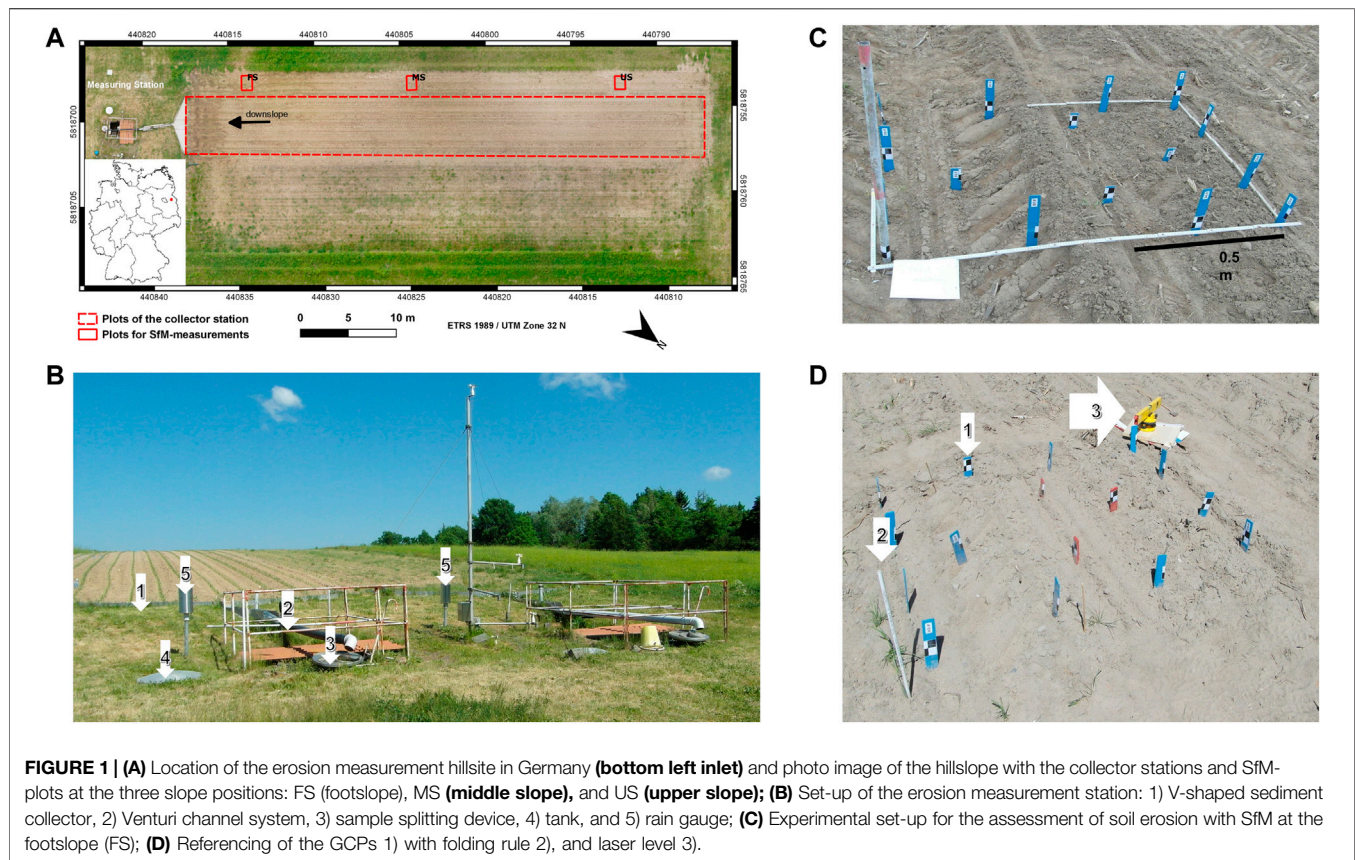 A
440820 440815 440810 440805 440800 440795 440790
FS MS US
Measuring Station
downslope
5818700
5818705
5818755
5818760
5818765
440840 440835 440830 440825 440820 440815 440810
Plots of the collector station
Plots for SfM-measurements
0 5 10 m
ETRS 1989 / UTM Zone 32 N
N
B
1
5
2
3
4
5
C
0.5
m
D
1
2
3
FIGURE 1 | (A) Location of the erosion measurement hillsite in Germany (bottom left inlet) and photo image of the hillslope with the collector stations and SfM-
plots at the three slope positions: FS (footslope), MS (middle slope), and US (upper slope); (B) Set-up of the erosion measurement station: 1) V-shaped sediment
collector, 2) Venturi channel system, 3) sample splitting device, 4) tank, and 5) rain gauge; (C) Experimental set-up for the assessment of soil erosion with SfM at the
footslope (FS); (D) Referencing of the GCPs 1) with folding rule 2), and laser level 3).